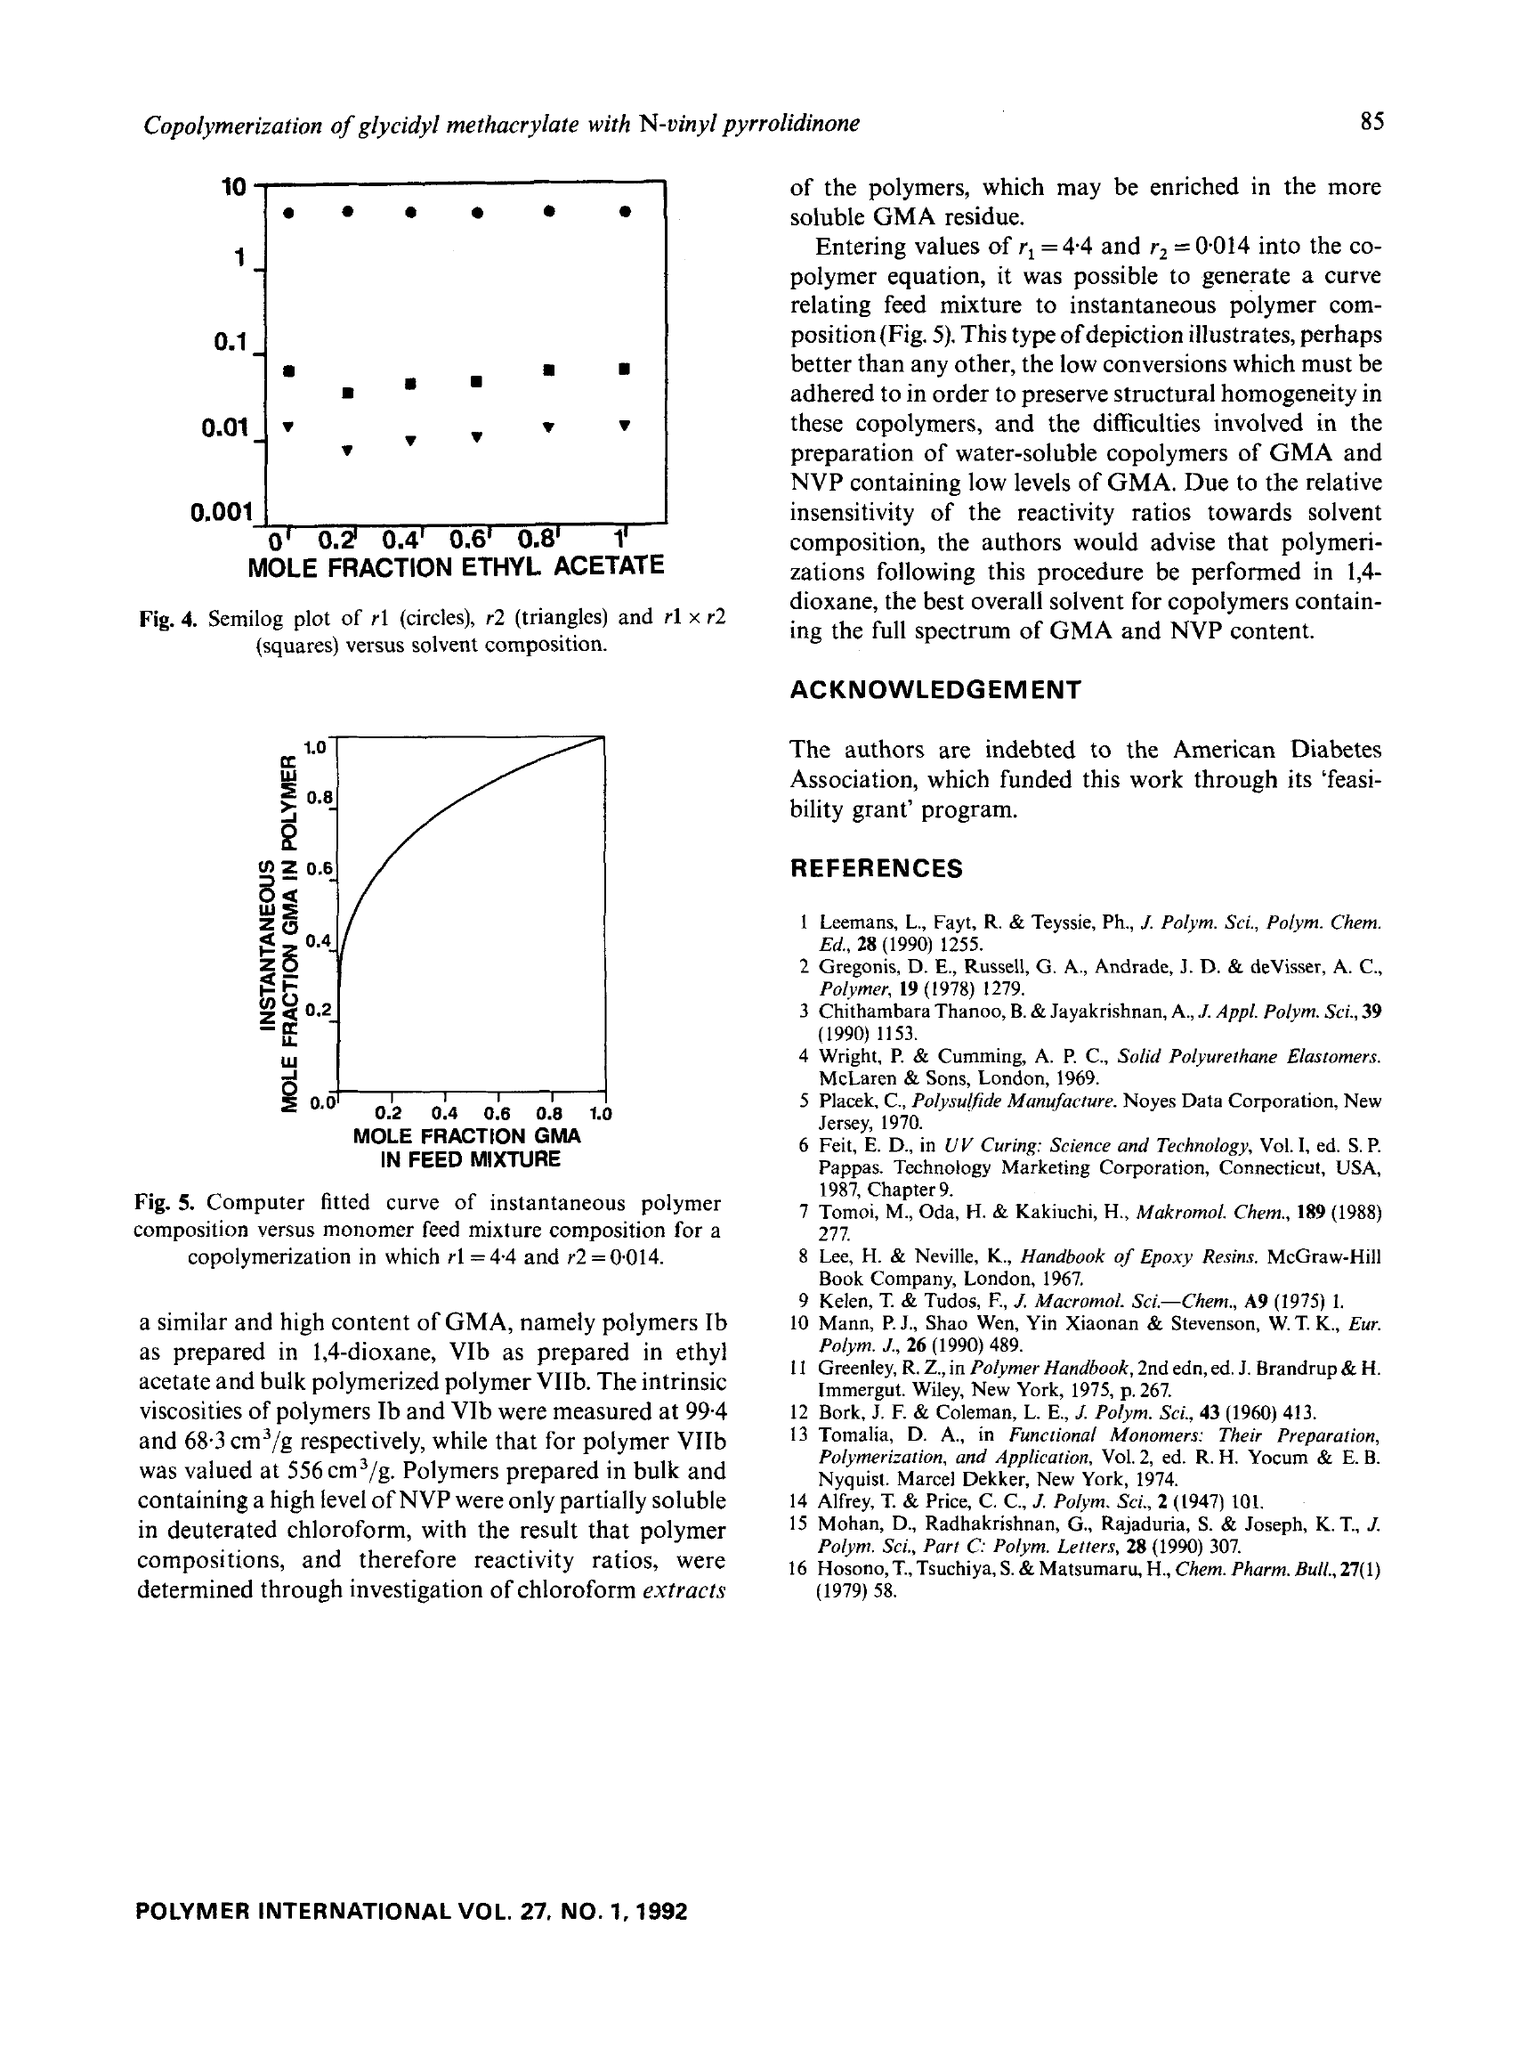 Copolymerization of glycidyl methacrylate with N-vinyl pyrrolidinone
85
10
1
0.1
0.01
0.001
0 0.2 0.4 0.6 0.8 1
MOLE FRACTION ETHYL ACETATE
Fig. 4. Semilog plot of r1 (circles), r2 (triangles) and r1 × r2
(squares) versus solvent composition.
INSTANTANEOUS
MOLE FRACTION GMA IN POLYMER
1.0
0.8
0.6
0.4
0.2
0.0
0.2 0.4 0.6 0.8 1.0
MOLE FRACTION GMA
IN FEED MIXTURE
Fig. 5. Computer fitted curve of instantaneous polymer
composition versus monomer feed mixture composition for a
copolymerization in which r1 = 4·4 and r2 = 0·014.
a similar and high content of GMA, namely polymers Ib
as prepared in 1,4-dioxane, VIb as prepared in ethyl
acetate and bulk polymerized polymer VIIb. The intrinsic
viscosities of polymers Ib and VIb were measured at 99·4
and 68·3 cm³/g respectively, while that for polymer VIIb
was valued at 556 cm³/g. Polymers prepared in bulk and
containing a high level of NVP were only partially soluble
in deuterated chloroform, with the result that polymer
compositions, and therefore reactivity ratios, were
determined through investigation of chloroform extracts
of the polymers, which may be enriched in the more
soluble GMA residue.
Entering values of r₁ = 4·4 and r₂ = 0·014 into the co-
polymer equation, it was possible to generate a curve
relating feed mixture to instantaneous polymer com-
position (Fig. 5). This type of depiction illustrates, perhaps
better than any other, the low conversions which must be
adhered to in order to preserve structural homogeneity in
these copolymers, and the difficulties involved in the
preparation of water-soluble copolymers of GMA and
NVP containing low levels of GMA. Due to the relative
insensitivity of the reactivity ratios towards solvent
composition, the authors would advise that polymeri-
zations following this procedure be performed in 1,4-
dioxane, the best overall solvent for copolymers contain-
ing the full spectrum of GMA and NVP content.
ACKNOWLEDGEMENT
The authors are indebted to the American Diabetes
Association, which funded this work through its ‘feasi-
bility grant’ program.
REFERENCES
1 Leemans, L., Fayt, R. & Teyssie, Ph., J. Polym. Sci., Polym. Chem.
Ed., 28 (1990) 1255.
2 Gregonis, D. E., Russell, G. A., Andrade, J. D. & deVisser, A. C.,
Polymer, 19 (1978) 1279.
3 Chithambara Thanoo, B. & Jayakrishnan, A., J. Appl. Polym. Sci., 39
(1990) 1153.
4 Wright, P. & Cumming, A. P. C., Solid Polyurethane Elastomers.
McLaren & Sons, London, 1969.
5 Placek, C., Polysulfide Manufacture. Noyes Data Corporation, New
Jersey, 1970.
6 Feit, E. D., in UV Curing: Science and Technology, Vol. I, ed. S. P.
Pappas. Technology Marketing Corporation, Connecticut, USA,
1987, Chapter 9.
7 Tomoi, M., Oda, H. & Kakiuchi, H., Makromol. Chem., 189 (1988)
277.
8 Lee, H. & Neville, K., Handbook of Epoxy Resins. McGraw-Hill
Book Company, London, 1967.
9 Kelen, T. & Tudos, F., J. Macromol. Sci.—Chem., A9 (1975) 1.
10 Mann, P. J., Shao Wen, Yin Xiaonan & Stevenson, W. T. K., Eur.
Polym. J., 26 (1990) 489.
11 Greenley, R. Z., in Polymer Handbook, 2nd edn, ed. J. Brandrup & H.
Immergut. Wiley, New York, 1975, p. 267.
12 Bork, J. F. & Coleman, L. E., J. Polym. Sci., 43 (1960) 413.
13 Tomalia, D. A., in Functional Monomers: Their Preparation,
Polymerization, and Application, Vol. 2, ed. R. H. Yocum & E. B.
Nyquist. Marcel Dekker, New York, 1974.
14 Alfrey, T. & Price, C. C., J. Polym. Sci., 2 (1947) 101.
15 Mohan, D., Radhakrishnan, G., Rajaduria, S. & Joseph, K. T., J.
Polym. Sci., Part C: Polym. Letters, 28 (1990) 307.
16 Hosono, T., Tsuchiya, S. & Matsumaru, H., Chem. Pharm. Bull., 27(1)
(1979) 58.
POLYMER INTERNATIONAL VOL. 27, NO. 1, 1992